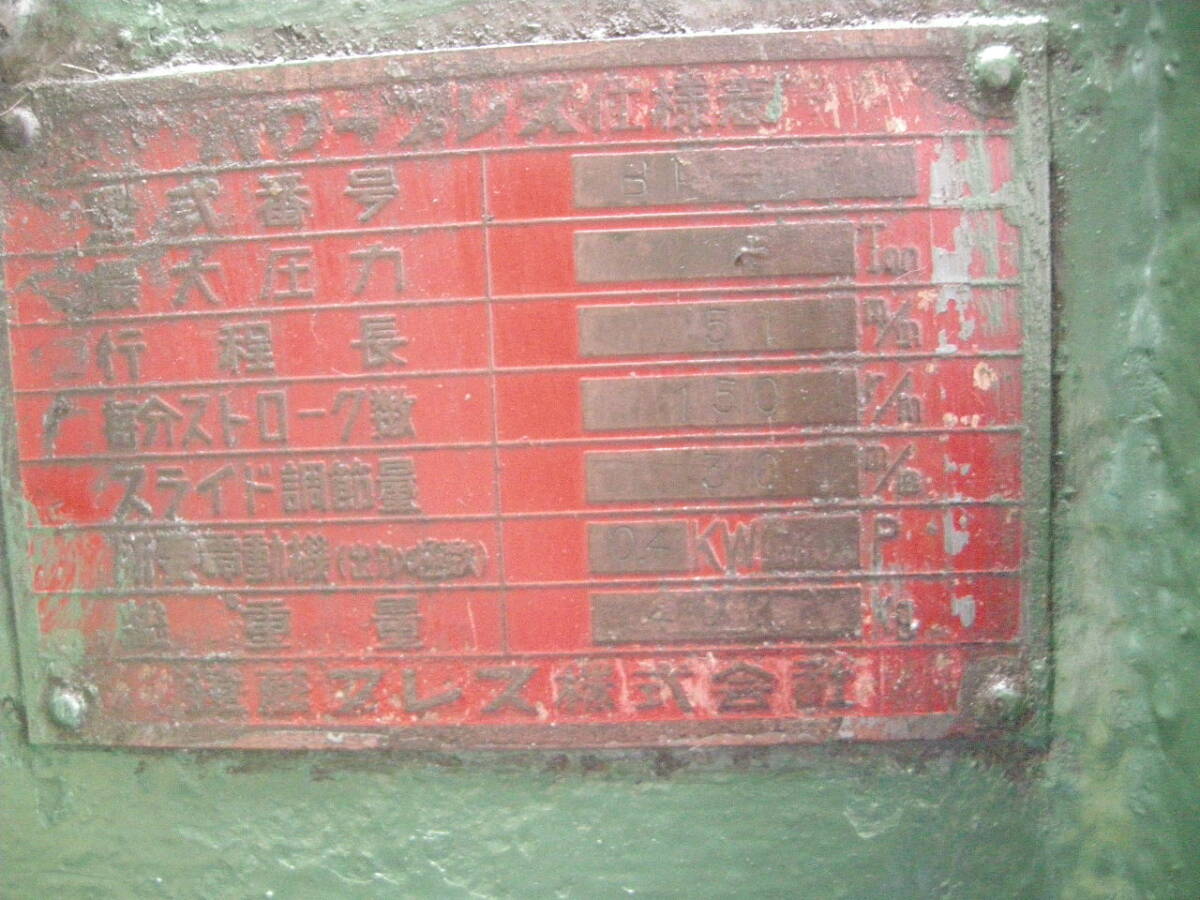 パワープレス仕様表
型式番号
最大圧力 5 Ton
行程長 51 m/m
毎分ストローク数 150
スライド調節量 30 m/m
所要電動機 0.4 KW P
機重量 Kg
プレス株式会社